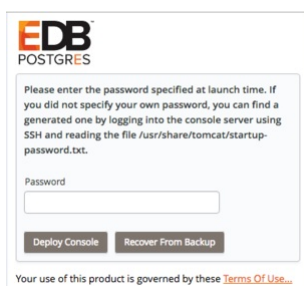 EDB
POSTGRES
Please enter the password specified at launch time. If
you did not specify your own password, you can find a
generated one by logging into the console server using
SSH and reading the file /usr/share/tomcat/startup-
password.txt.
Password
Deploy Console Recover From Backup
Your use of this product is governed by these Terms Of Use...